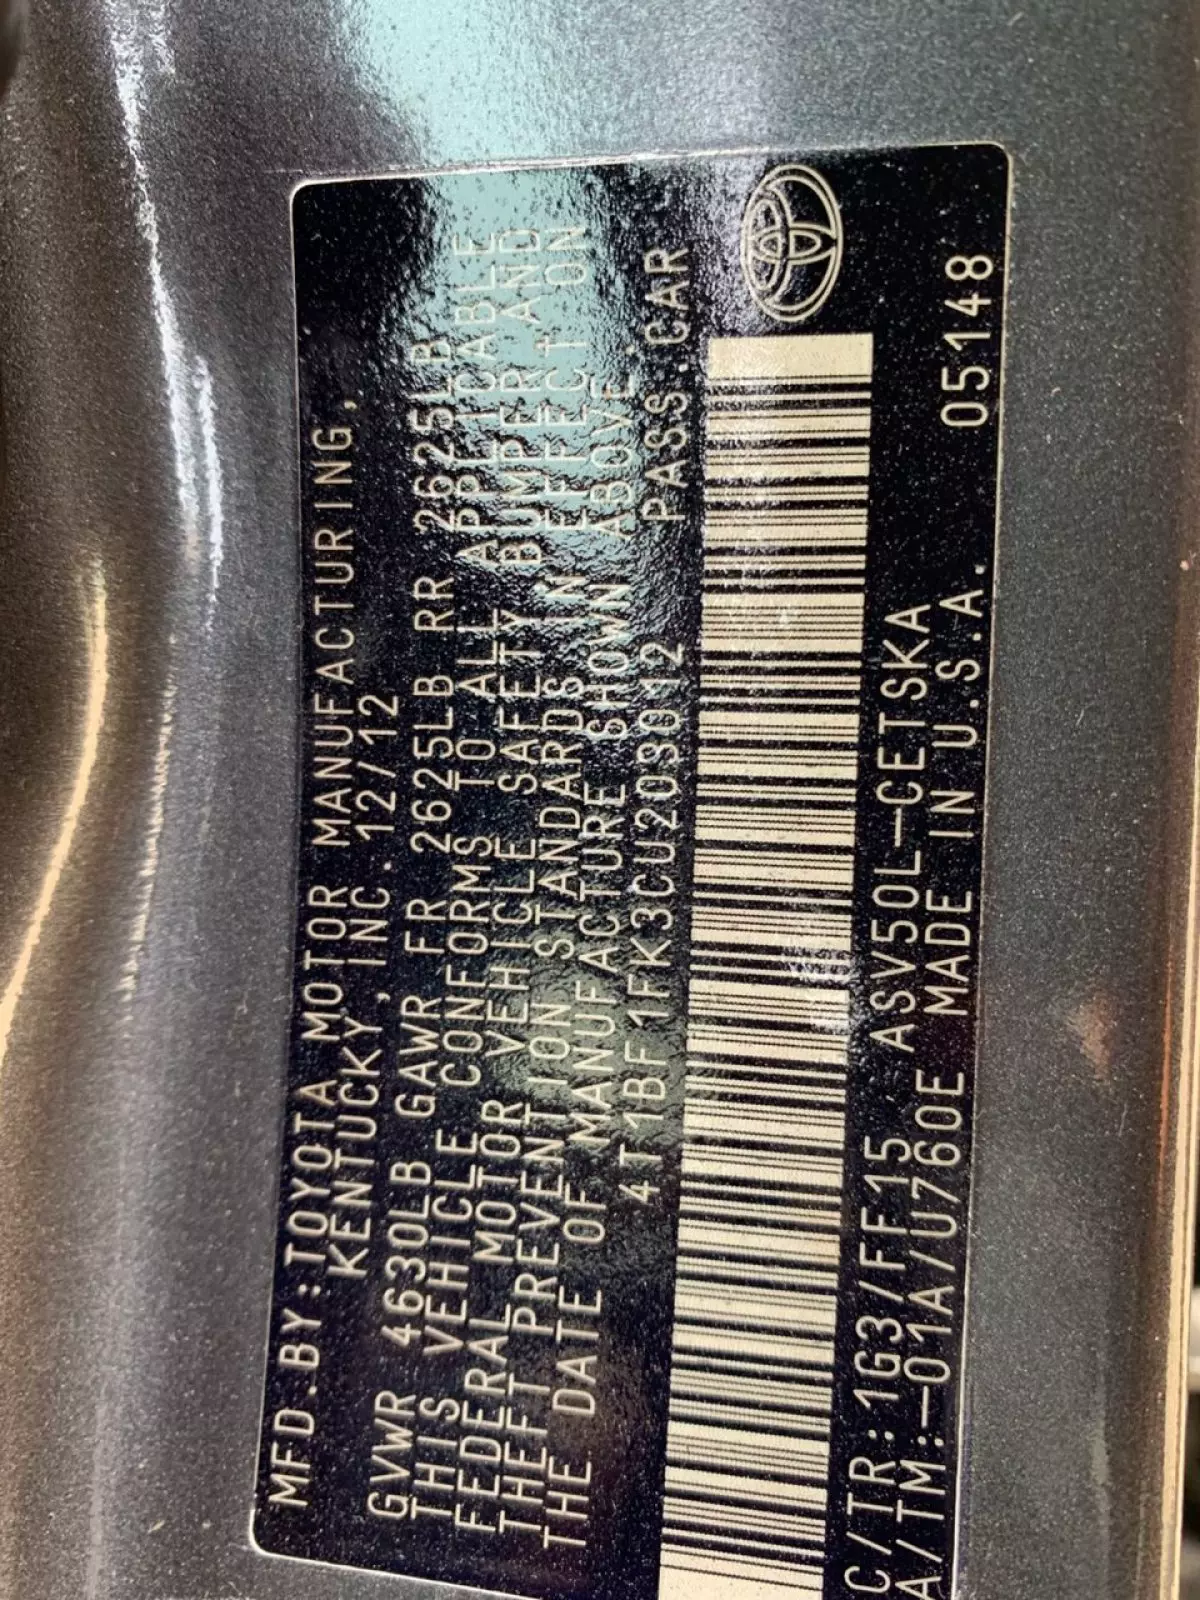 MFD.BY:TOYOTA MOTOR MANUFACTURING,
KENTUCKY, INC. 12/12
GVWR 4630LB GAWR FR 2625LB RR 2625LB
THIS VEHICLE CONFORMS TO ALL APPLICABLE
FEDERAL MOTOR VEHICLE SAFETY BUMPER AND
THEFT PREVENTION STANDARDS IN EFFECT ON
THE DATE OF MANUFACTURE SHOWN ABOVE.
4T1BF1FK3CU203012 PASS.CAR
C/TR:1G3/FF15 ASV50L-CETSKA
A/TM:-01A/U760E MADE IN U.S.A. 05148